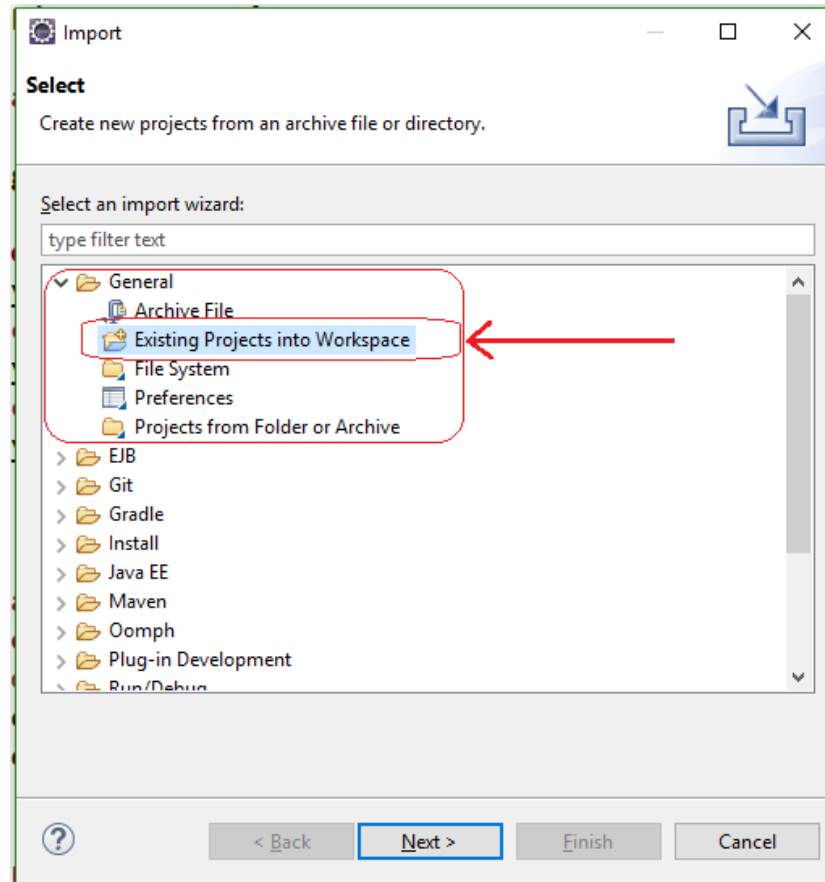 Import
Select
Create new projects from an archive file or directory.
Select an import wizard:
type filter text
General
Archive File
Existing Projects into Workspace
File System
Preferences
Projects from Folder or Archive
EJB
Git
Gradle
Install
Java EE
Maven
Oomph
Plug-in Development
Run/Debug
?
< Back Next > Finish Cancel